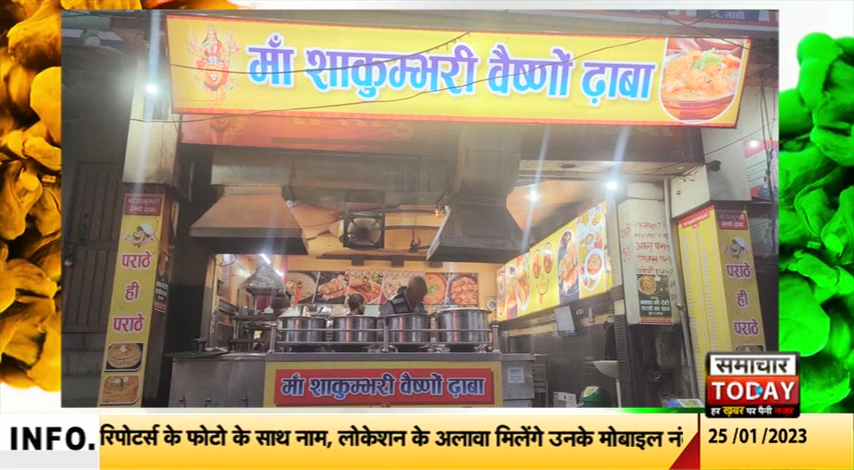 माँ शाकुम्भरी वैष्णों ढ़ाबा
पराठे
ही
पराठे
पराठे
ही
पराठे
माँ शाकुम्भरी वैष्णों ढ़ाबा
समाचार
TODAY
हर खबर पर पैनी नजर
INFO.
रिपोटर्स के फोटो के साथ नाम, लोकेशन के अलावा मिलेंगे उनके मोबाइल नं
25 /01 /2023